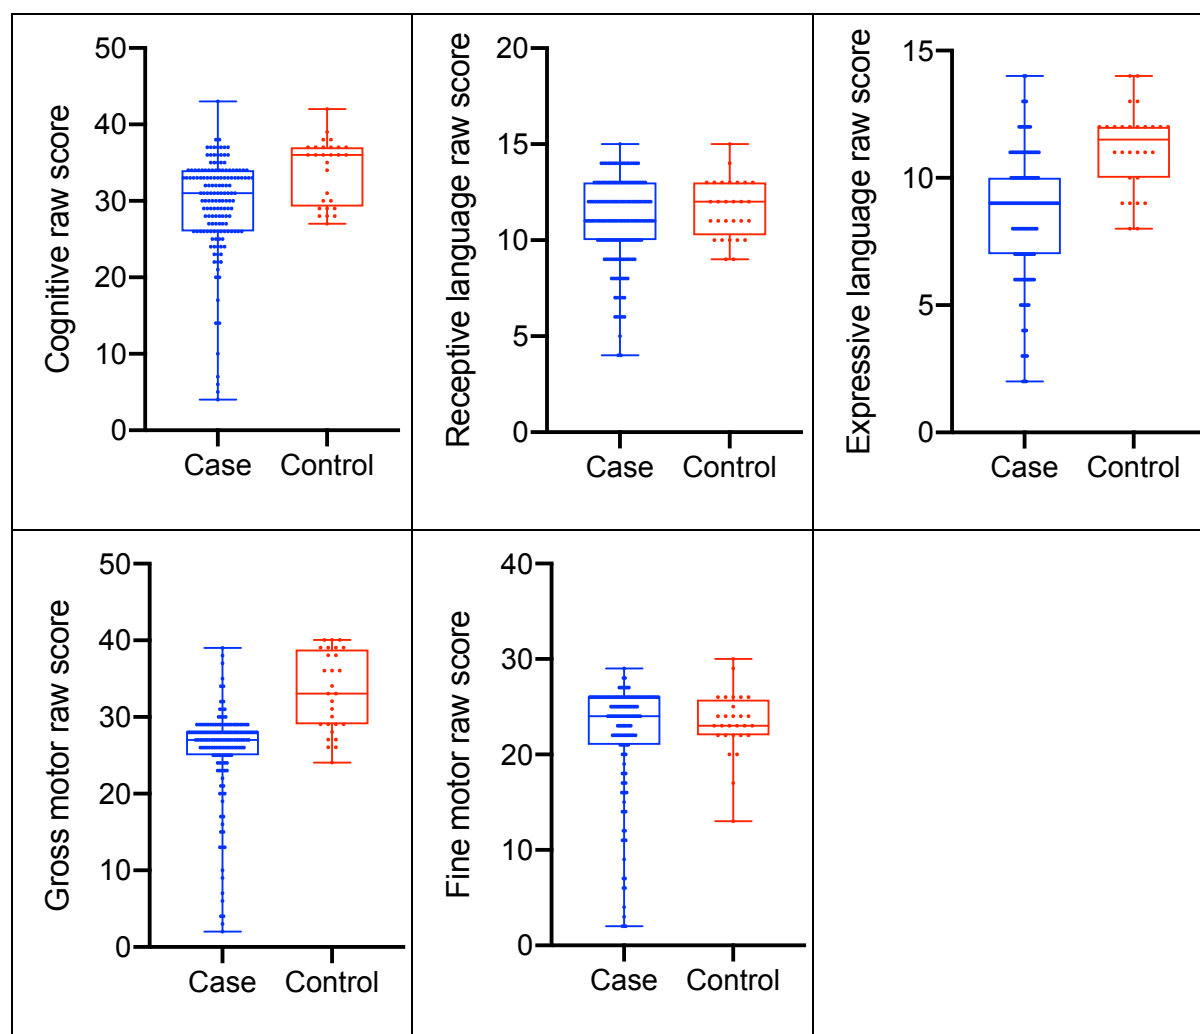 Cognitive raw score
50
40
30
20
10
0
Case Control
Receptive language raw score
20
15
10
5
0
Case Control
Expressive language raw score
15
10
5
0
Case Control
Gross motor raw score
50
40
30
20
10
0
Case Control
Fine motor raw score
40
30
20
10
0
Case Control